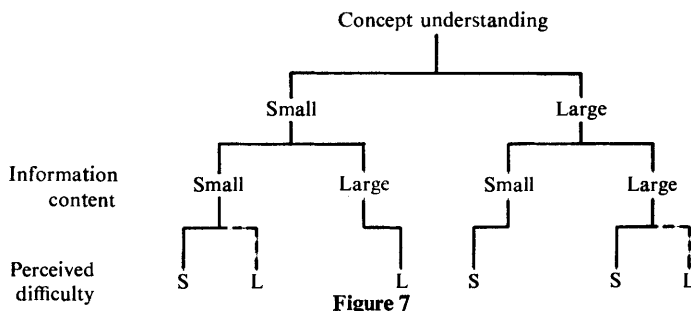 Concept understanding
Small Large
Information
content
Small Large Small Large
Perceived
difficulty
S L L S S L
Figure 7